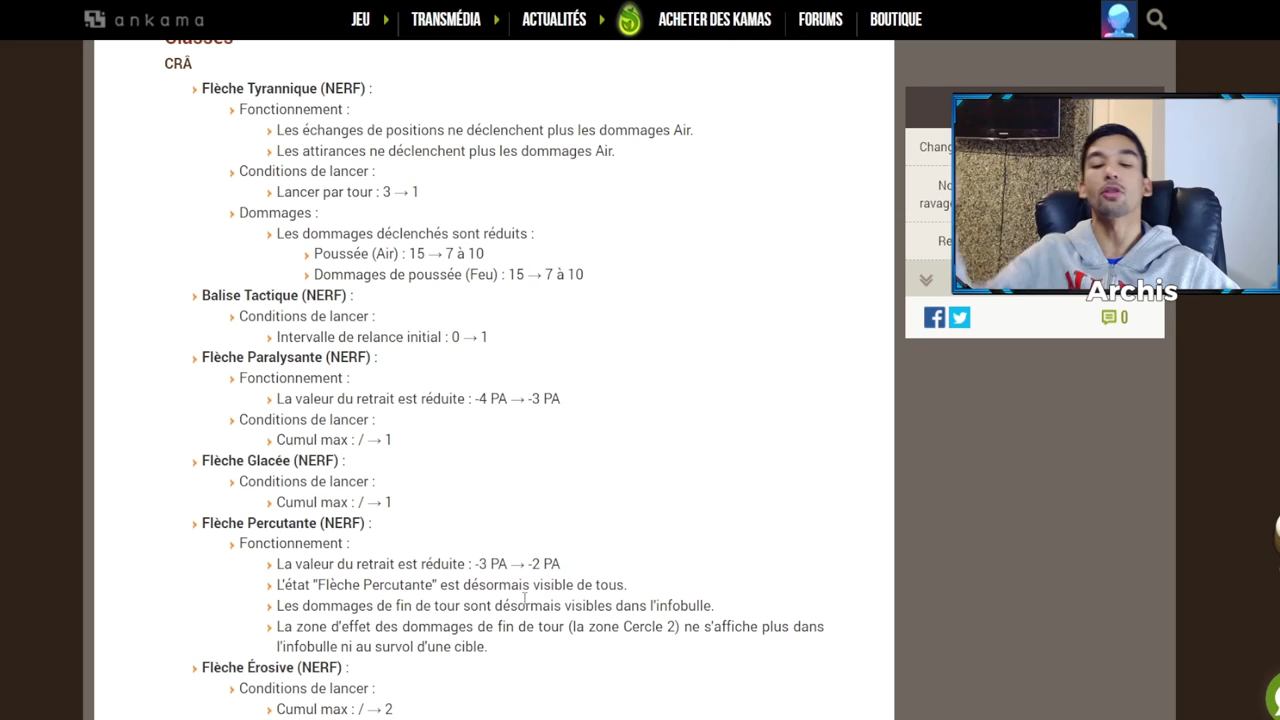 ankama
JEU
TRANSMÉDIA
ACTUALITÉS
ACHETER DES KAMAS
FORUMS
BOUTIQUE
Classes
CRÂ
Flèche Tyrannique (NERF) :
Fonctionnement :
Les échanges de positions ne déclenchent plus les dommages Air.
Les attirances ne déclenchent plus les dommages Air.
Conditions de lancer :
Lancer par tour : 3 → 1
Dommages :
Les dommages déclenchés sont réduits :
Poussée (Air) : 15 → 7 à 10
Dommages de poussée (Feu) : 15 → 7 à 10
Balise Tactique (NERF) :
Conditions de lancer :
Intervalle de relance initial : 0 → 1
Flèche Paralysante (NERF) :
Fonctionnement :
La valeur du retrait est réduite : -4 PA → -3 PA
Conditions de lancer :
Cumul max : / → 1
Flèche Glacée (NERF) :
Conditions de lancer :
Cumul max : / → 1
Flèche Percutante (NERF) :
Fonctionnement :
La valeur du retrait est réduite : -3 PA → -2 PA
L'état "Flèche Percutante" est désormais visible de tous.
Les dommages de fin de tour sont désormais visibles dans l'infobulle.
La zone d'effet des dommages de fin de tour (la zone Cercle 2) ne s'affiche plus dans
l'infobulle ni au survol d'une cible.
Flèche Érosive (NERF) :
Conditions de lancer :
Cumul max : / → 2
Chang
No
ravag
Re
Archis
0